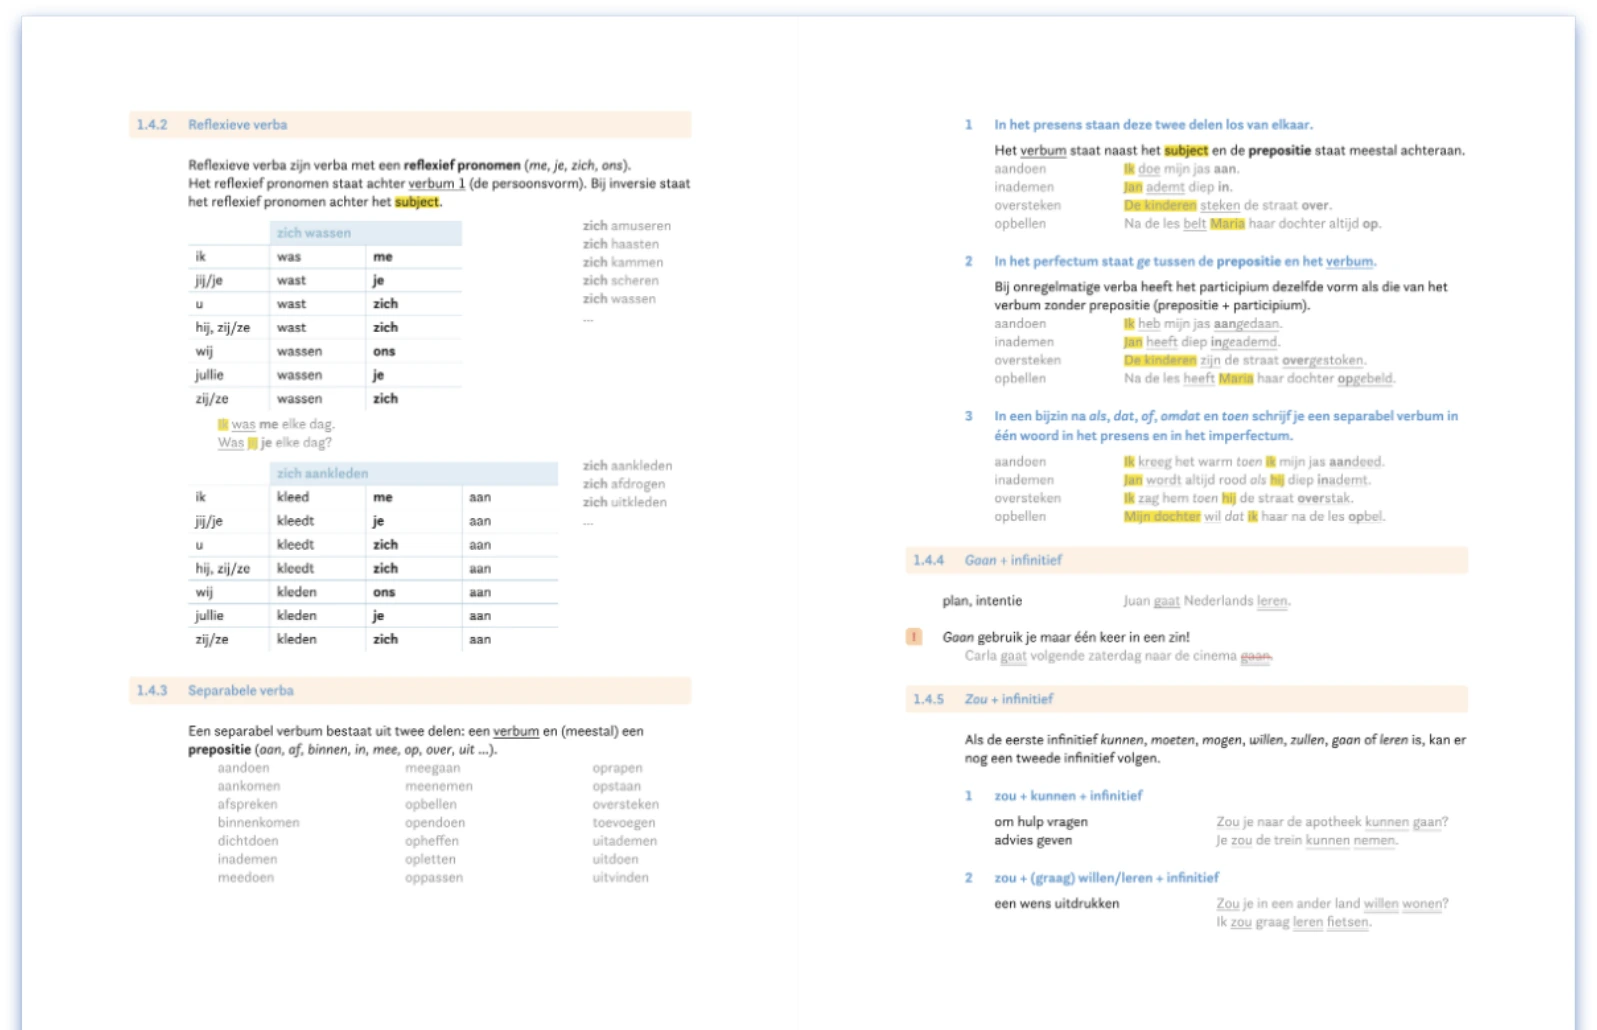 1.4.2 Reflexieve verba
Reflexieve verba zijn verba met een reflexief pronomen (me, je, zich, ons).
Het reflexief pronomen staat achter verbum 1 (de persoonsvorm). Bij inversie staat
het reflexief pronomen achter het subject.
zich wassen
ik was me
jij/je wast je
u wast zich
hij, zij/ze wast zich
wij wassen ons
jullie wassen je
zij/ze wassen zich
zich amuseren
zich haasten
zich kammen
zich scheren
zich wassen
...
Ik was me elke dag.
Was jij je elke dag?
zich aankleden
ik kleed me aan
jij/je kleedt je aan
u kleedt zich aan
hij, zij/ze kleedt zich aan
wij kleden ons aan
jullie kleden je aan
zij/ze kleden zich aan
zich aankleden
zich afdrogen
zich uitkleden
...
1.4.3 Separabele verba
Een separabel verbum bestaat uit twee delen: een verbum en (meestal) een
prepositie (aan, af, binnen, in, mee, op, over, uit ...).
aandoen meegaan oprapen
aankomen meenemen opstaan
afspreken opbellen oversteken
binnenkomen opendoen toevoegen
dichtdoen opheffen uitademen
inademen opletten uitdoen
meedoen oppassen uitvinden
1 In het presens staan deze twee delen los van elkaar.
Het verbum staat naast het subject en de prepositie staat meestal achteraan.
aandoen Ik doe mijn jas aan.
inademen Jan ademt diep in.
oversteken De kinderen steken de straat over.
opbellen Na de les belt Maria haar dochter altijd op.
2 In het perfectum staat ge tussen de prepositie en het verbum.
Bij onregelmatige verba heeft het participium dezelfde vorm als die van het
verbum zonder prepositie (prepositie + participium).
aandoen Ik heb mijn jas aangedaan.
inademen Jan heeft diep ingeademd.
oversteken De kinderen zijn de straat overgestoken.
opbellen Na de les heeft Maria haar dochter opgebeld.
3 In een bijzin na als, dat, of, omdat en toen schrijf je een separabel verbum in
één woord in het presens en in het imperfectum.
aandoen Ik kreeg het warm toen ik mijn jas aandeed.
inademen Jan wordt altijd rood als hij diep inademt.
oversteken Ik zag hem toen hij de straat overstak.
opbellen Mijn dochter wil dat ik haar na de les opbel.
1.4.4 Gaan + infinitief
plan, intentie Juan gaat Nederlands leren.
! Gaan gebruik je maar één keer in een zin!
Carla gaat volgende zaterdag naar de cinema gaan.
1.4.5 Zou + infinitief
Als de eerste infinitief kunnen, moeten, mogen, willen, zullen, gaan of leren is, kan er
nog een tweede infinitief volgen.
1 zou + kunnen + infinitief
om hulp vragen Zou je naar de apotheek kunnen gaan?
advies geven Je zou de trein kunnen nemen.
2 zou + (graag) willen/leren + infinitief
een wens uitdrukken Zou je in een ander land willen wonen?
Ik zou graag leren fietsen.